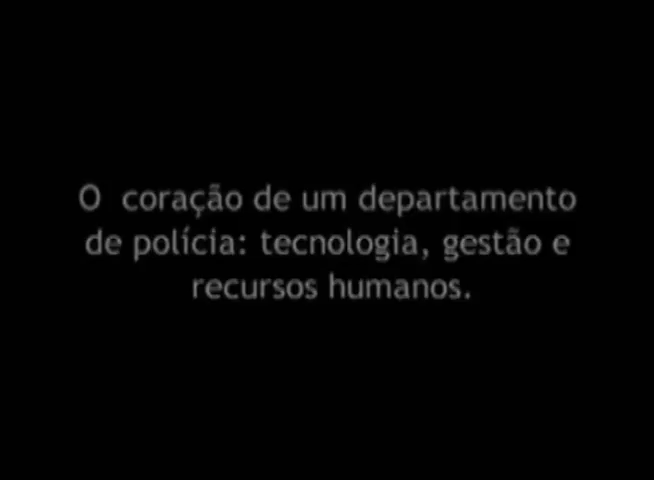 O coração de um departamento
de polícia: tecnologia, gestão e
recursos humanos.